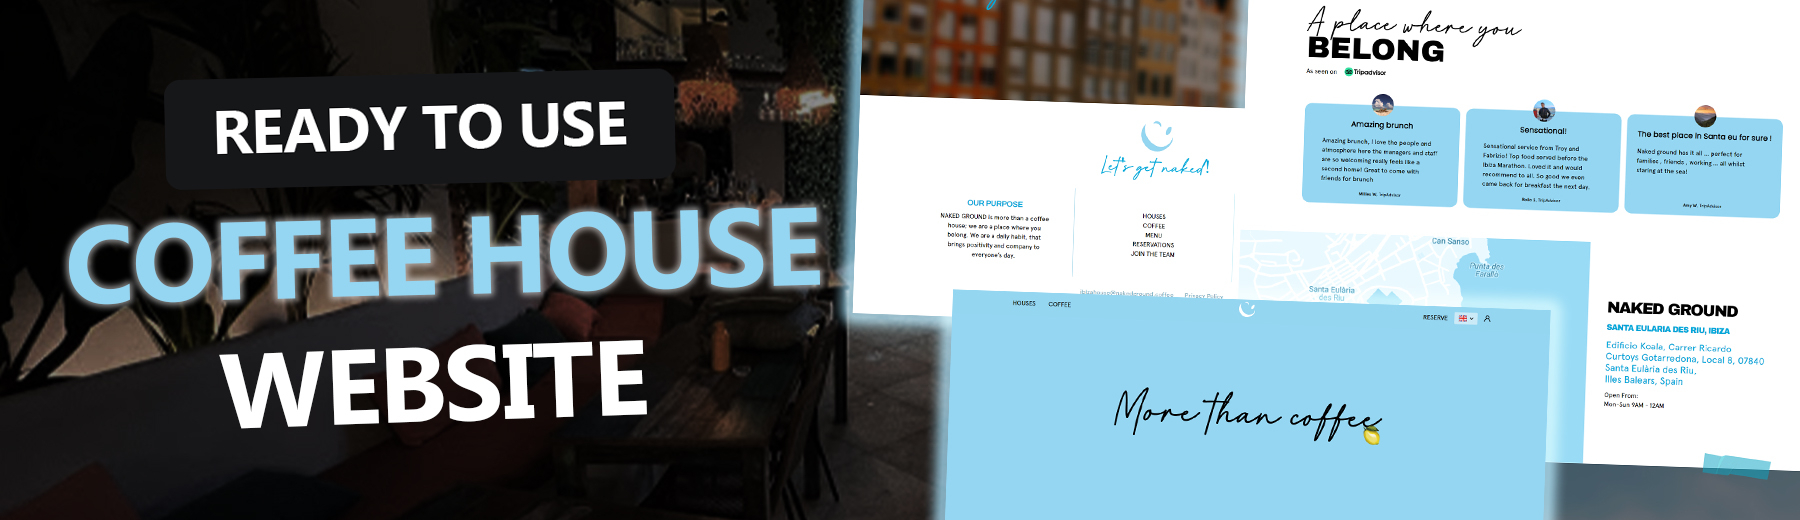 READY TO USE
COFFEE HOUSE
WEBSITE
Let's get naked!
OUR PURPOSE
NAKED GROUND is more than a coffee
house; we are a place where you
belong. We are a daily habit, that
brings positivity and company to
everyone's day.
HOUSES
COFFEE
MENU
RESERVATIONS
JOIN THE TEAM
Privacy Policy
A place where you
BELONG
As seen on Tripadvisor
Amazing brunch
Amazing brunch, I love the people and
atmosphere here the managers and staff
are so welcoming really feels like a
second home! Great to come with
friends for brunch
Millies W. TripAdvisor
Sensational!
Sensational service from Troy and
Fabrizio! Top food served before the
Ibiza Marathon. Loved it and would
recommend to all. So good we even
came back for breakfast the next day.
TripAdvisor
The best place in Santa eu for sure !
Naked ground has it all ... perfect for
families , friends , working ... all whilst
staring at the sea!
Amy W. TripAdvisor
Can Sanso
Punta des
Faralló
Santa Eulària
des Riu
NAKED GROUND
SANTA EULARIA DES RIU, IBIZA
Edificio Koala, Carrer Ricardo
Curtoys Gotarredona, Local 8, 07840
Santa Eulària des Riu,
Illes Balears, Spain
Open From:
Mon-Sun 9AM - 12AM
HOUSES COFFEE
RESERVE
More than coffee